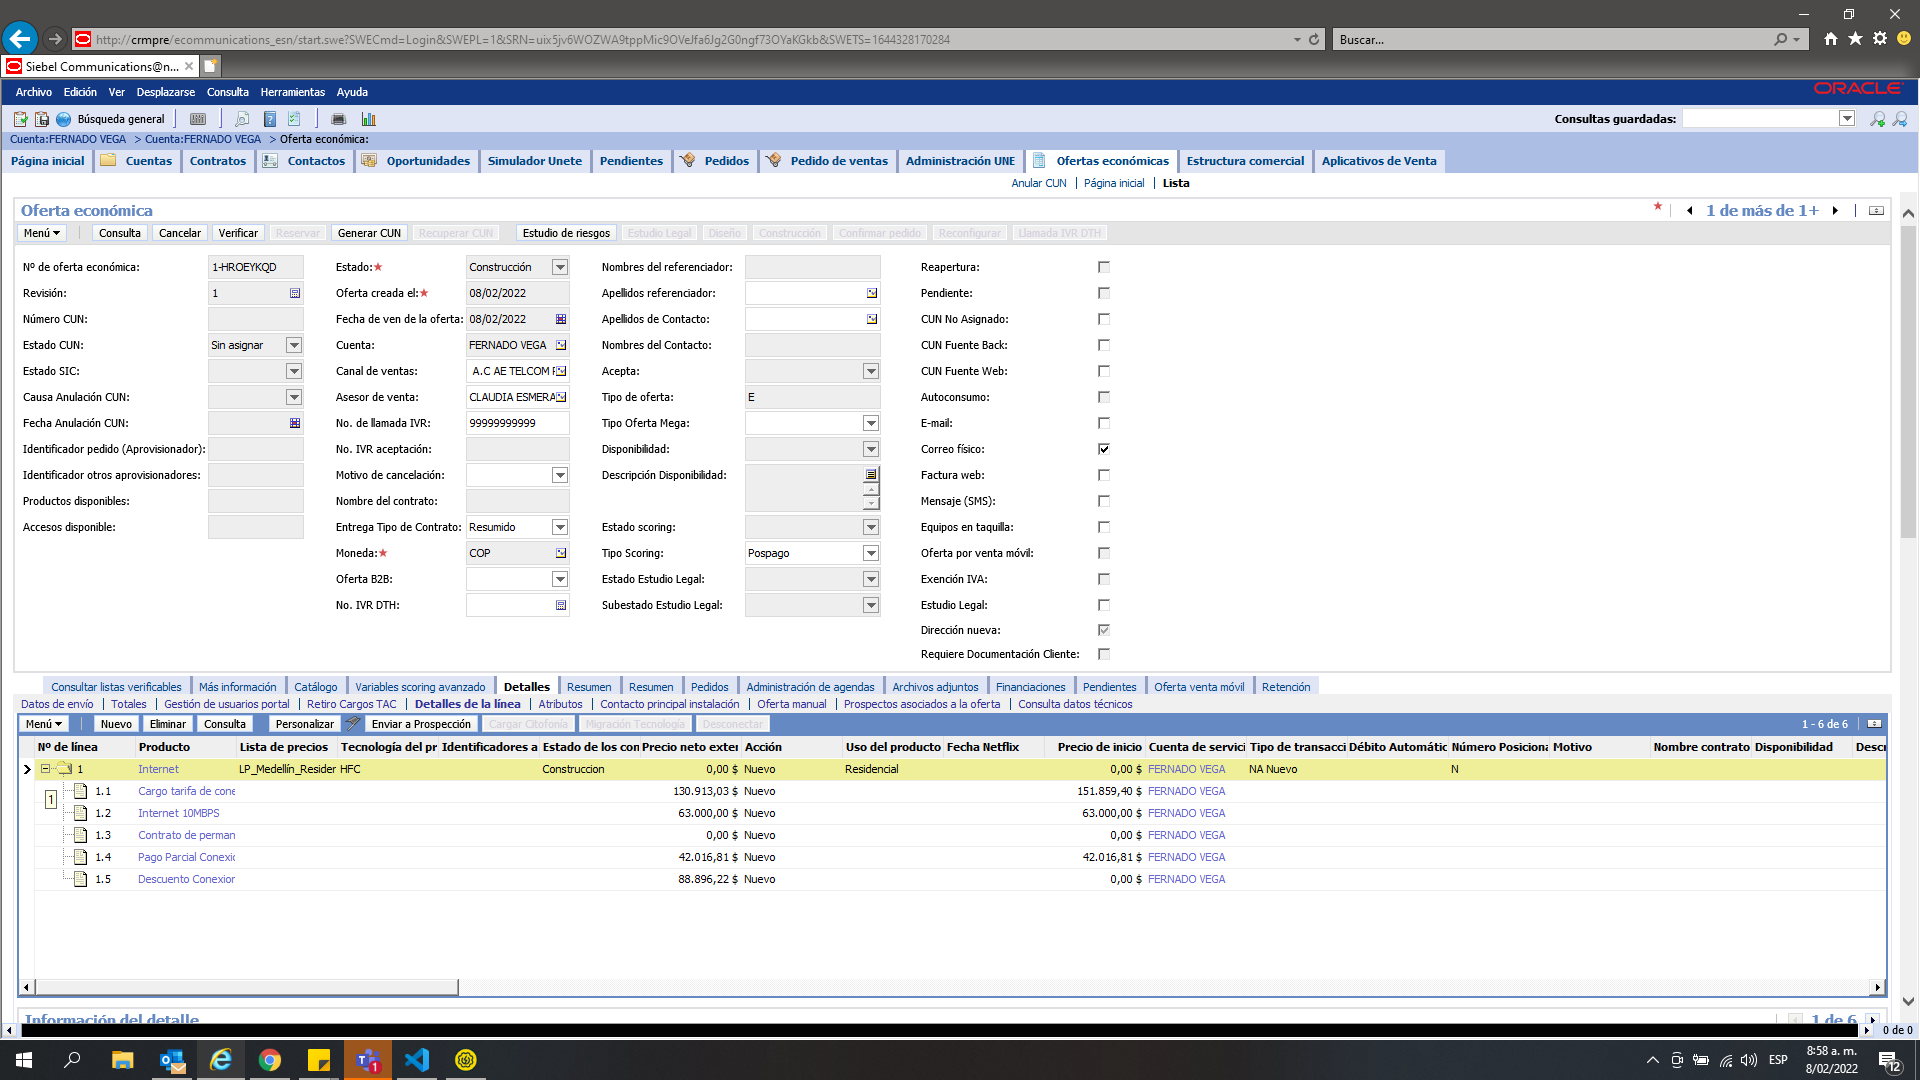 http://crmpre/ecommunications_esn/start.swe?SWECmd=Login&SWEPL=1&SRN=uix5jv6WOZWA9tppMic9OVeJfa6Jg2G0ngf73OYaKGkb&SWETS=1644328170284
Buscar...
Siebel Communications@n...
Archivo Edición Ver Desplazarse Consulta Herramientas Ayuda
ORACLE
Búsqueda general
Consultas guardadas:
Cuenta:FERNADO VEGA > Cuenta:FERNADO VEGA > Oferta económica:
Página inicial Cuentas Contratos Contactos Oportunidades Simulador Unete Pendientes Pedidos Pedido de ventas Administración UNE Ofertas económicas Estructura comercial Aplicativos de Venta
Anular CUN Página inicial Lista
Oferta económica
1 de más de 1+
Menú Consulta Cancelar Verificar Reservar Generar CUN Recuperar CUN Estudio de riesgos Estudio Legal Diseño Construcción Confirmar pedido Reconfigurar Llamada IVR DTH
Nº de oferta económica: 1-HROEYKQD Estado: Construcción Nombres del referenciador: Reapertura:
Revisión: 1 Oferta creada el: 08/02/2022 Apellidos referenciador: Pendiente:
Número CUN: Fecha de ven de la oferta: 08/02/2022 Apellidos de Contacto: CUN No Asignado:
Estado CUN: Sin asignar Cuenta: FERNADO VEGA Nombres del Contacto: CUN Fuente Back:
Estado SIC: Canal de ventas: A.C AE TELCOM Acepta: CUN Fuente Web:
Causa Anulación CUN: Asesor de venta: CLAUDIA ESMERA Tipo de oferta: E Autoconsumo:
Fecha Anulación CUN: No. de llamada IVR: 99999999999 Tipo Oferta Mega: E-mail:
Identificador pedido (Aprovisionador): No. IVR aceptación: Disponibilidad: Correo físico:
Identificador otros aprovisionadores: Motivo de cancelación: Descripción Disponibilidad: Factura web:
Productos disponibles: Nombre del contrato: Mensaje (SMS):
Accesos disponible: Entrega Tipo de Contrato: Resumido Estado scoring: Equipos en taquilla:
Moneda: COP Tipo Scoring: Pospago Oferta por venta móvil:
Oferta B2B: Estado Estudio Legal: Exención IVA:
No. IVR DTH: Subestado Estudio Legal: Estudio Legal:
Dirección nueva:
Requiere Documentación Cliente:
Consultar listas verificables Más información Catálogo Variables scoring avanzado Detalles Resumen Resumen Pedidos Administración de agendas Archivos adjuntos Financiaciones Pendientes Oferta venta móvil Retención
Datos de envío Totales Gestión de usuarios portal Retiro Cargos TAC Detalles de la línea Atributos Contacto principal instalación Oferta manual Prospectos asociados a la oferta Consulta datos técnicos
Menú Nuevo Eliminar Consulta Personalizar Enviar a Prospección Cargar Citofonía Migración Tecnología Desconectar 1 - 6 de 6
Nº de línea Producto Lista de precios Tecnología del pr Identificadores a Estado de los con Precio neto exter Acción Uso del producto Fecha Netflix Precio de inicio Cuenta de servici Tipo de transacci Débito Automátic Número Posiciona Motivo Nombre contrato Disponibilidad Descr
1 Internet LP_Medellín_Resider HFC Construccion 0,00 $ Nuevo Residencial 0,00 $ FERNADO VEGA NA Nuevo N
1.1 Cargo tarifa de cone 130.913,03 $ Nuevo 151.859,40 $ FERNADO VEGA
1
1.2 Internet 10MBPS 63.000,00 $ Nuevo 63.000,00 $ FERNADO VEGA
1.3 Contrato de perman 0,00 $ Nuevo 0,00 $ FERNADO VEGA
1.4 Pago Parcial Conexi 42.016,81 $ Nuevo 42.016,81 $ FERNADO VEGA
1.5 Descuento Conexior 88.896,22 $ Nuevo 0,00 $ FERNADO VEGA
Información del detalle
1 de 6
0 de 0
ESP
8:58 a. m.
8/02/2022
12
1